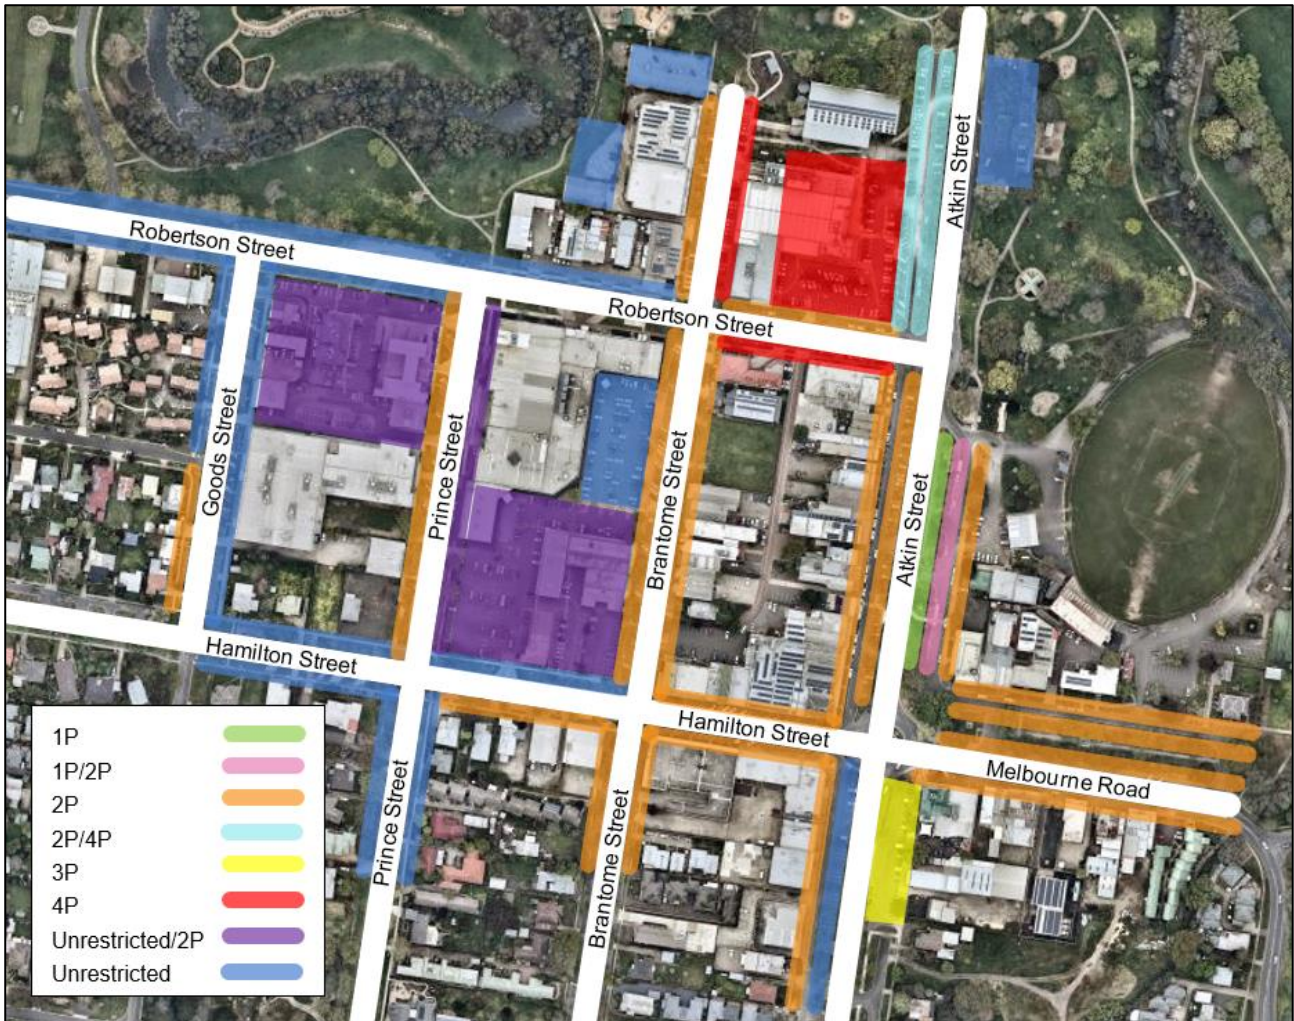 Atkin Street
Robertson Street
Robertson Street
Goods Street
Prince Street
Brantome Street
Atkin Street
Hamilton Street
Hamilton Street
Melbourne Road
Prince Street
Brantome Street
1P
1P/2P
2P
2P/4P
3P
4P
Unrestricted/2P
Unrestricted